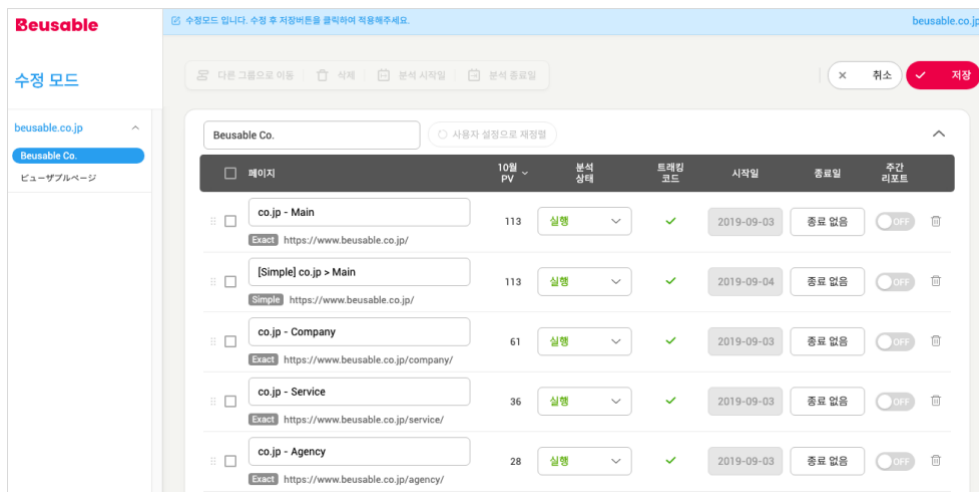 Beusable
수정모드 입니다. 수정 후 저장버튼을 클릭하여 적용해주세요.
beusable.co.jp
수정 모드
다른 그룹으로 이동 삭제 분석 시작일 분석 종료일
취소 저장
beusable.co.jp
Beusable Co.
ビューザブルページ
Beusable Co. 사용자 설정으로 재정렬
페이지 10월 PV 분석 상태 트래킹 코드 시작일 종료일 주간 리포트
co.jp - Main 113 실행 2019-09-03 종료 없음 OFF
Exact https://www.beusable.co.jp/
[Simple] co.jp > Main 113 실행 2019-09-04 종료 없음 OFF
Simple https://www.beusable.co.jp/
co.jp - Company 61 실행 2019-09-03 종료 없음 OFF
Exact https://www.beusable.co.jp/company/
co.jp - Service 36 실행 2019-09-03 종료 없음 OFF
Exact https://www.beusable.co.jp/service/
co.jp - Agency 28 실행 2019-09-03 종료 없음 OFF
Exact https://www.beusable.co.jp/agency/